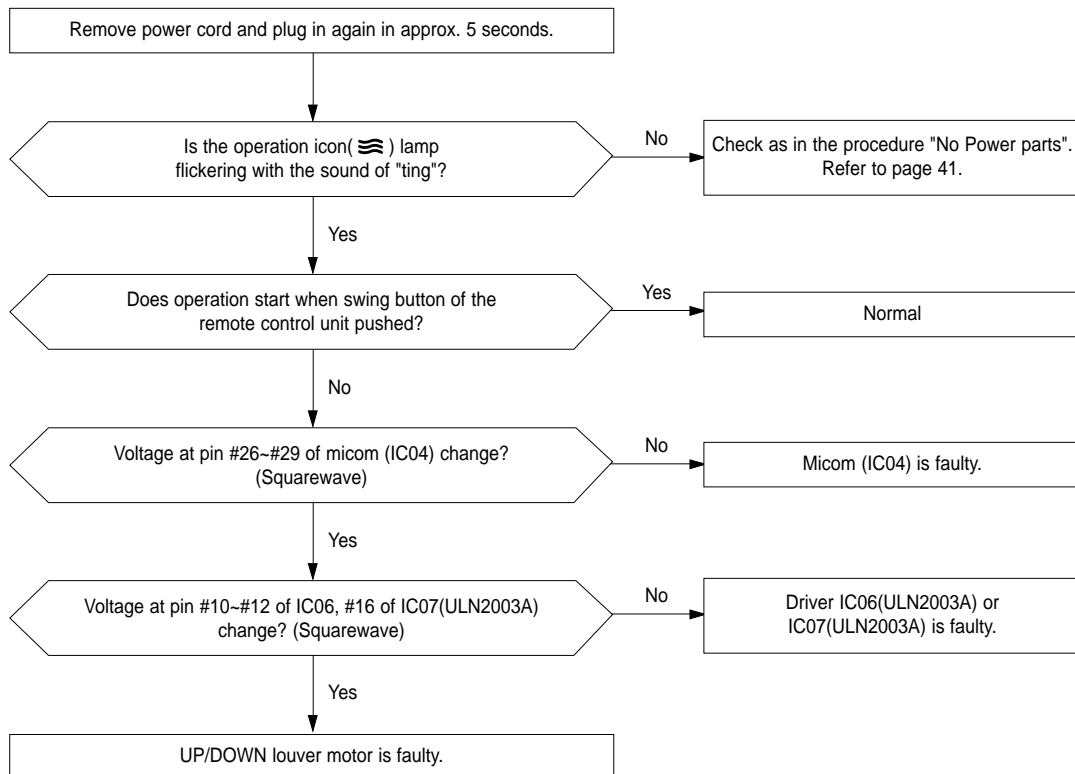 Remove power cord and plug in again in approx. 5 seconds.
Is the operation icon( ) lamp
flickering with the sound of "ting"?
No
Check as in the procedure "No Power parts".
Refer to page 41.
Yes
Does operation start when swing button of the
remote control unit pushed?
Yes
Normal
No
Voltage at pin #26~#29 of micom (IC04) change?
(Squarewave)
No
Micom (IC04) is faulty.
Yes
Voltage at pin #10~#12 of IC06, #16 of IC07(ULN2003A)
change? (Squarewave)
No
Driver IC06(ULN2003A) or
IC07(ULN2003A) is faulty.
Yes
UP/DOWN louver motor is faulty.